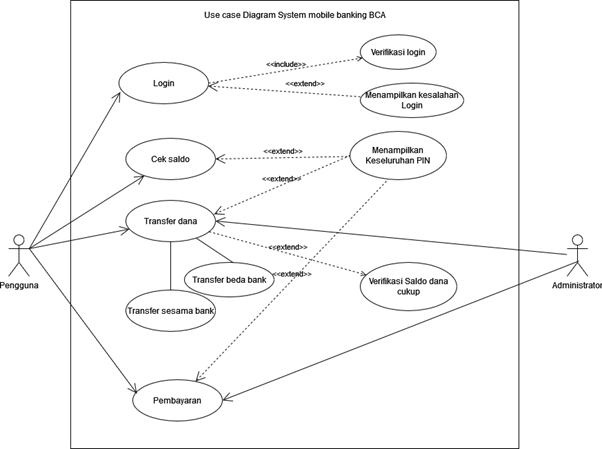 Use case Diagram System mobile banking BCA
Verifikasi login
<<include>>
Login
<<extend>>
Menampilkan kesalahan
Login
Menampilkan
Keseluruhan PIN
<<extend>>
Cek saldo
<<extend>>
Transfer dana
<<extend>>
Transfer beda bank
<<extend>>
Verifikasi Saldo dana
cukup
Pengguna
Administrator
Transfer sesama bank
Pembayaran